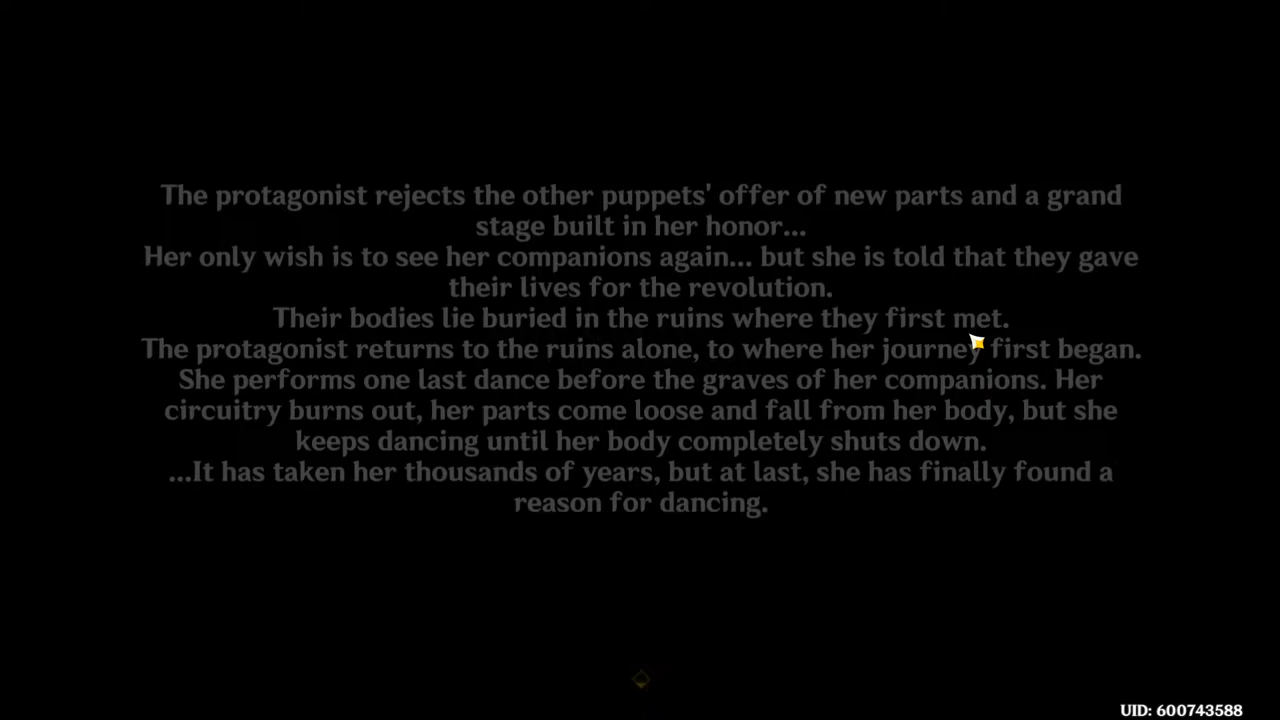 The protagonist rejects the other puppets' offer of new parts and a grand
stage built in her honor...
Her only wish is to see her companions again... but she is told that they gave
their lives for the revolution.
Their bodies lie buried in the ruins where they first met.
The protagonist returns to the ruins alone, to where her journey first began.
She performs one last dance before the graves of her companions. Her
circuitry burns out, her parts come loose and fall from her body, but she
keeps dancing until her body completely shuts down.
...It has taken her thousands of years, but at last, she has finally found a
reason for dancing.
UID: 600743588